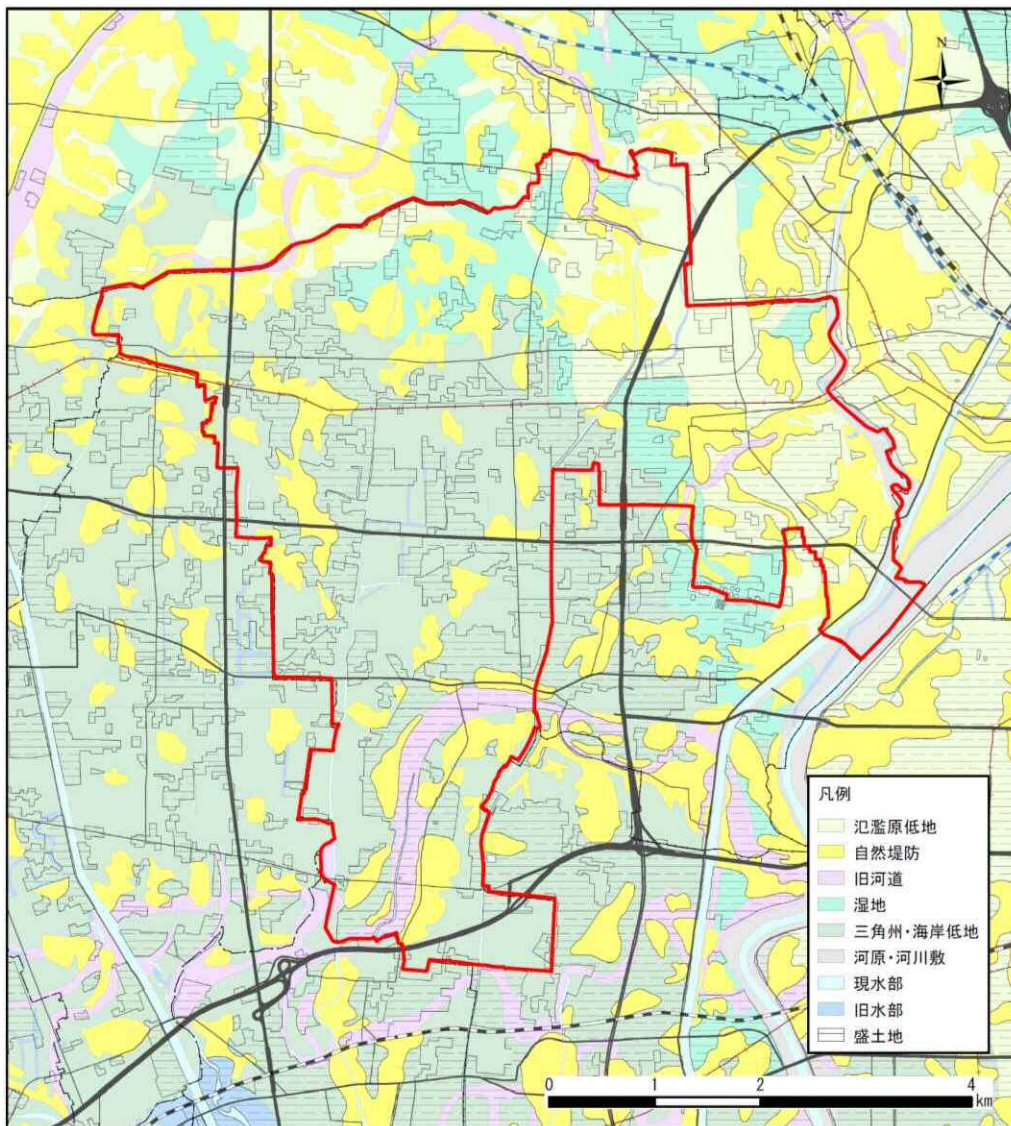 N
凡例
氾濫原低地
自然堤防
旧河道
湿地
三角州・海岸低地
河原・河川敷
現水部
旧水部
盛土地
0 1 2 4
km